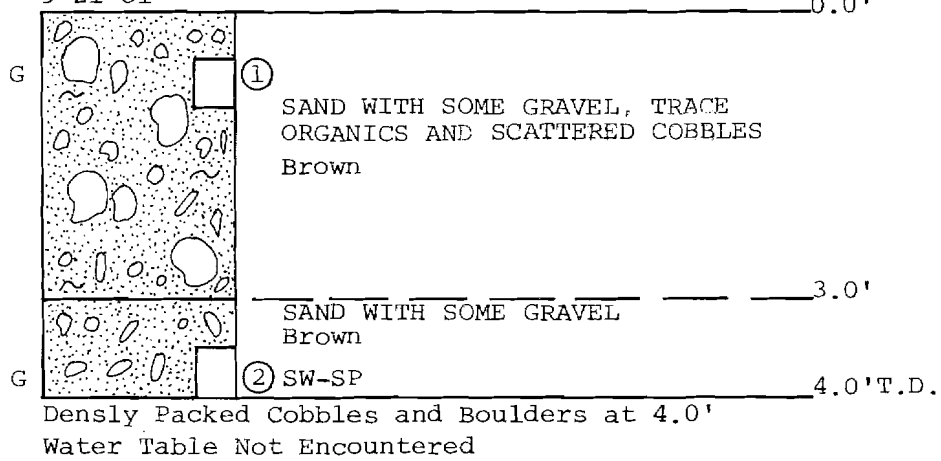 0.0'
G ①
SAND WITH SOME GRAVEL, TRACE
ORGANICS AND SCATTERED COBBLES
Brown
3.0'
SAND WITH SOME GRAVEL
Brown
G ② SW-SP 4.0'T.D.
Densly Packed Cobbles and Boulders at 4.0'
Water Table Not Encountered